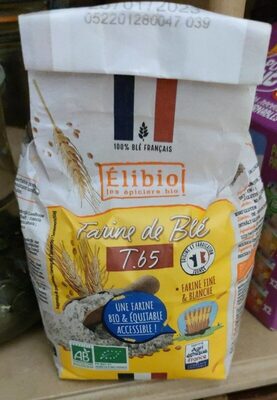 052201280047 039
100% BLÉ FRANÇAIS
Élibio
les épiciers bio
Farine de Blé
T.65
UNE FARINE
BIO & ÉQUITABLE
ACCESSIBLE !
• FARINE FINE
& BLANCHE
AB